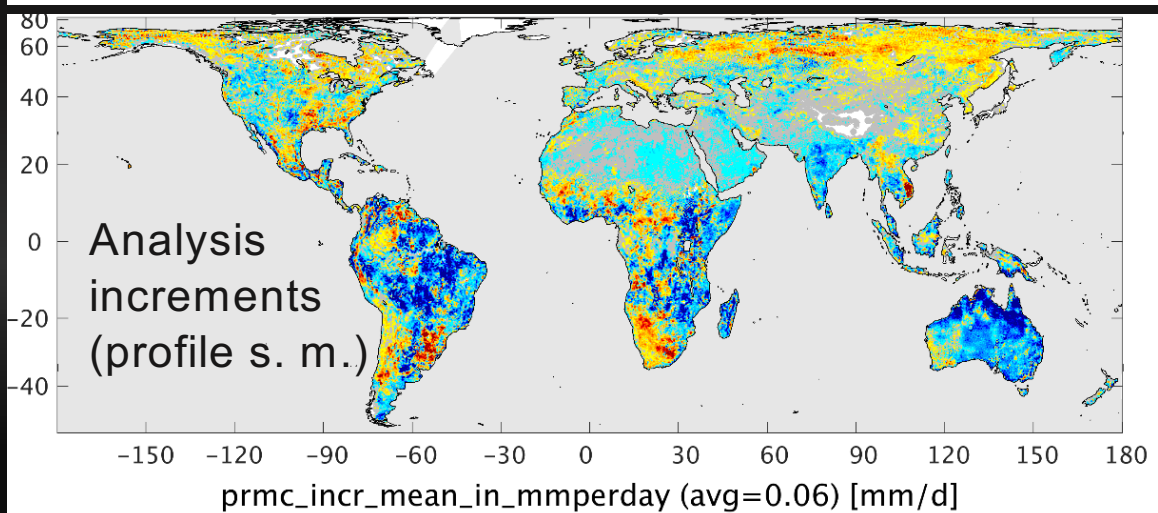 80
60
40
20
0
−20
−40
Analysis
increments
(profile s. m.)
−150 −120 −90 −60 −30 0 30 60 90 120 150 180
prmc_incr_mean_in_mmperday (avg=0.06) [mm/d]